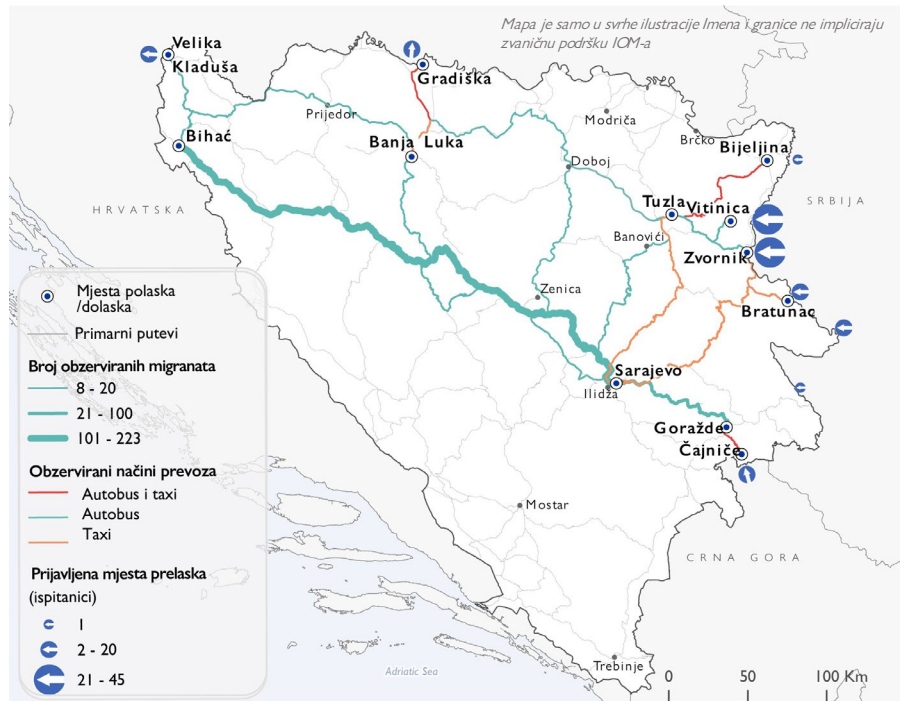 Mapa je samo u svrhe ilustracije Imena i granice ne impliciraju
zvaničnu podršku IOM-a
Velika
Kladuša
Gradiška
Prijedor
Modriča
Brčko
Bihać
Banja Luka
Bijeljina
Doboj
HRVATSKA
SRBIJA
Tuzla
Vitinica
Banovići
Zvornik
Zenica
Bratunac
Sarajevo
Ilidža
Goražde
Čajniče
Mostar
CRNA GORA
Trebinje
Adriatic Sea
Mjesta polaska
/dolaska
Primarni putevi
Broj obzerviranih migranata
8 - 20
21 - 100
101 - 223
Obzervirani načini prevoza
Autobus i taxi
Autobus
Taxi
Prijavljena mjesta prelaska
(ispitanici)
1
2 - 20
21 - 45
0 50 100 Km